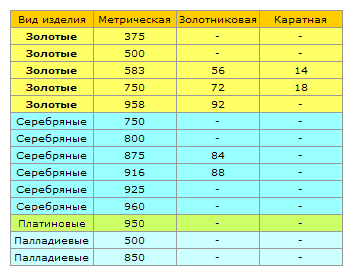 Вид изделия Метрическая Золотниковая Каратная
Золотые 375 - -
Золотые 500 - -
Золотые 583 56 14
Золотые 750 72 18
Золотые 958 92 -
Серебряные 750 - -
Серебряные 800 - -
Серебряные 875 84 -
Серебряные 916 88 -
Серебряные 925 - -
Серебряные 960 - -
Платиновые 950 - -
Палладиевые 500 - -
Палладиевые 850 - -